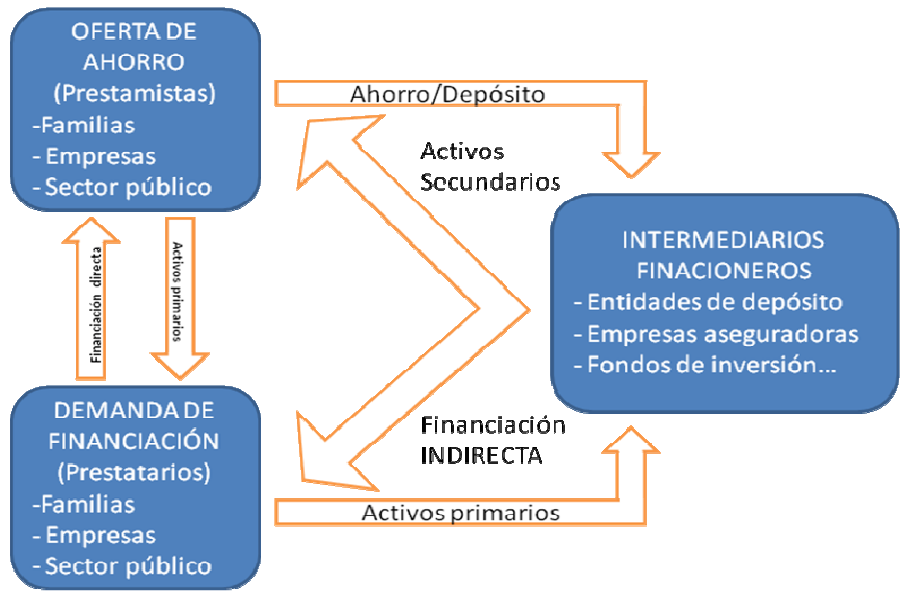 OFERTA DE
AHORRO
(Prestamistas)
-Familias
- Empresas
- Sector público
Ahorro/Depósito
Activos
Secundarios
INTERMEDIARIOS
FINACIONEROS
- Entidades de depósito
- Empresas aseguradoras
- Fondos de inversión...
Financiación directa
Activos primarios
DEMANDA DE
FINANCIACIÓN
(Prestatarios)
-Familias
- Empresas
- Sector público
Financiación
INDIRECTA
Activos primarios